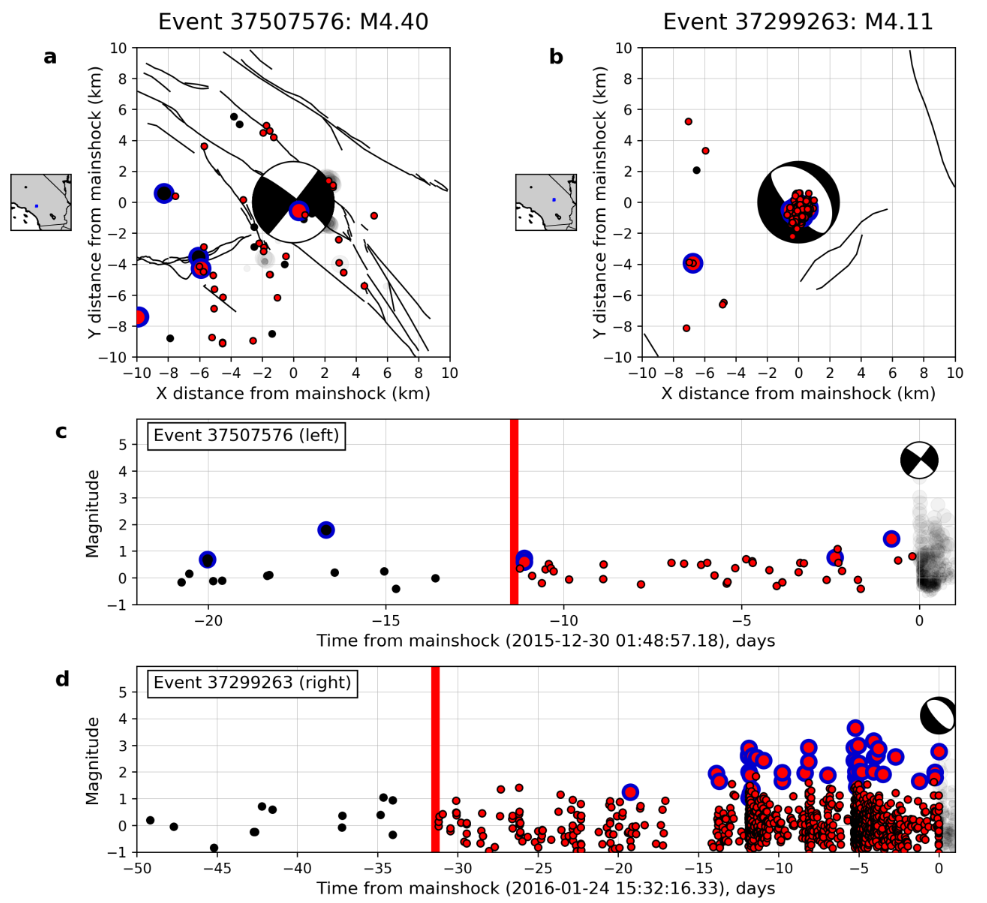 Event 37507576: M4.40
Event 37299263: M4.11
a
b
10
8
6
4
2
0
−2
−4
−6
−8
−10
Y distance from mainshock (km)
−10 −8 −6 −4 −2 0 2 4 6 8 10
X distance from mainshock (km)
10
8
6
4
2
0
−2
−4
−6
−8
−10
Y distance from mainshock (km)
−10 −8 −6 −4 −2 0 2 4 6 8 10
X distance from mainshock (km)
c
Event 37507576 (left)
5
4
3
2
1
0
−1
Magnitude
−20 −15 −10 −5 0
Time from mainshock (2015-12-30 01:48:57.18), days
d
Event 37299263 (right)
5
4
3
2
1
0
−1
Magnitude
−50 −45 −40 −35 −30 −25 −20 −15 −10 −5 0
Time from mainshock (2016-01-24 15:32:16.33), days